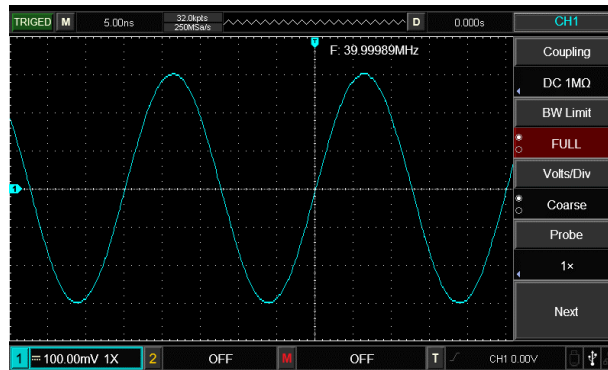 TRIGED M 5.00ns 32.0kpts D 0.000s CH1
250MSa/s
T
F: 39.99989MHz
Coupling
DC 1MΩ
BW Limit
FULL
Volts/Div
1
Coarse
Probe
1×
Next
1 100.00mV 1X 2 OFF M OFF T CH1 0.00V